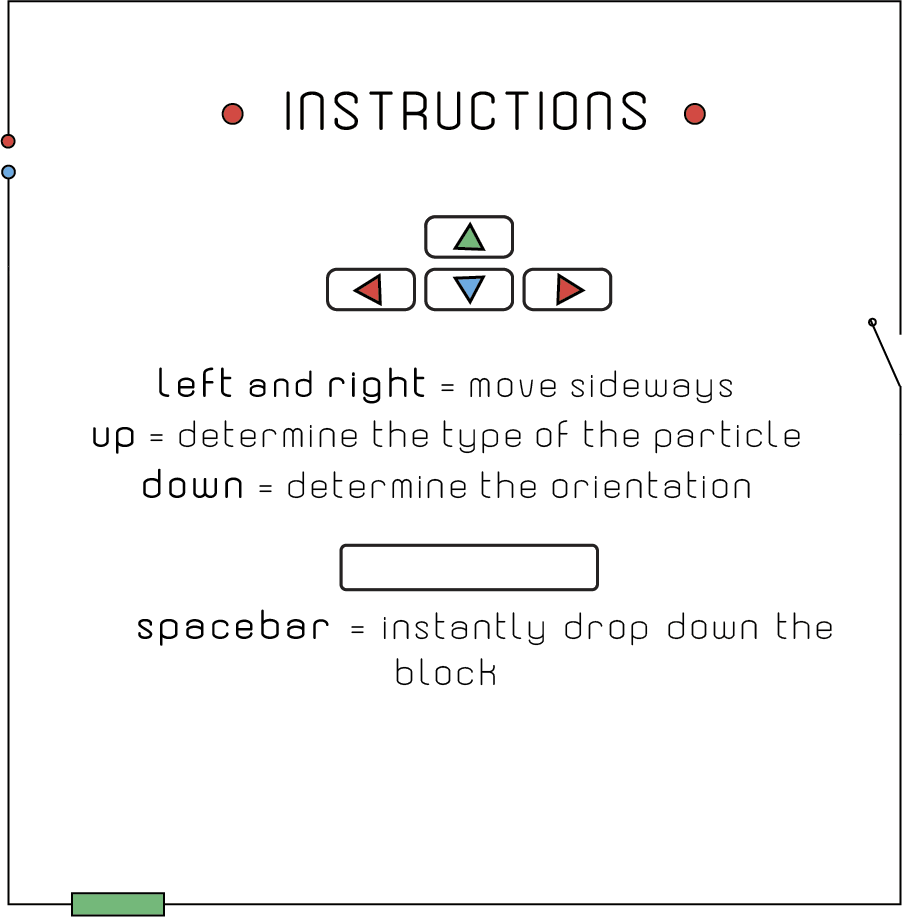 INSTRUCTIONS
left and right = move sideways
up = determine the type of the particle
down = determine the orientation
spacebar = instantly drop down the
block